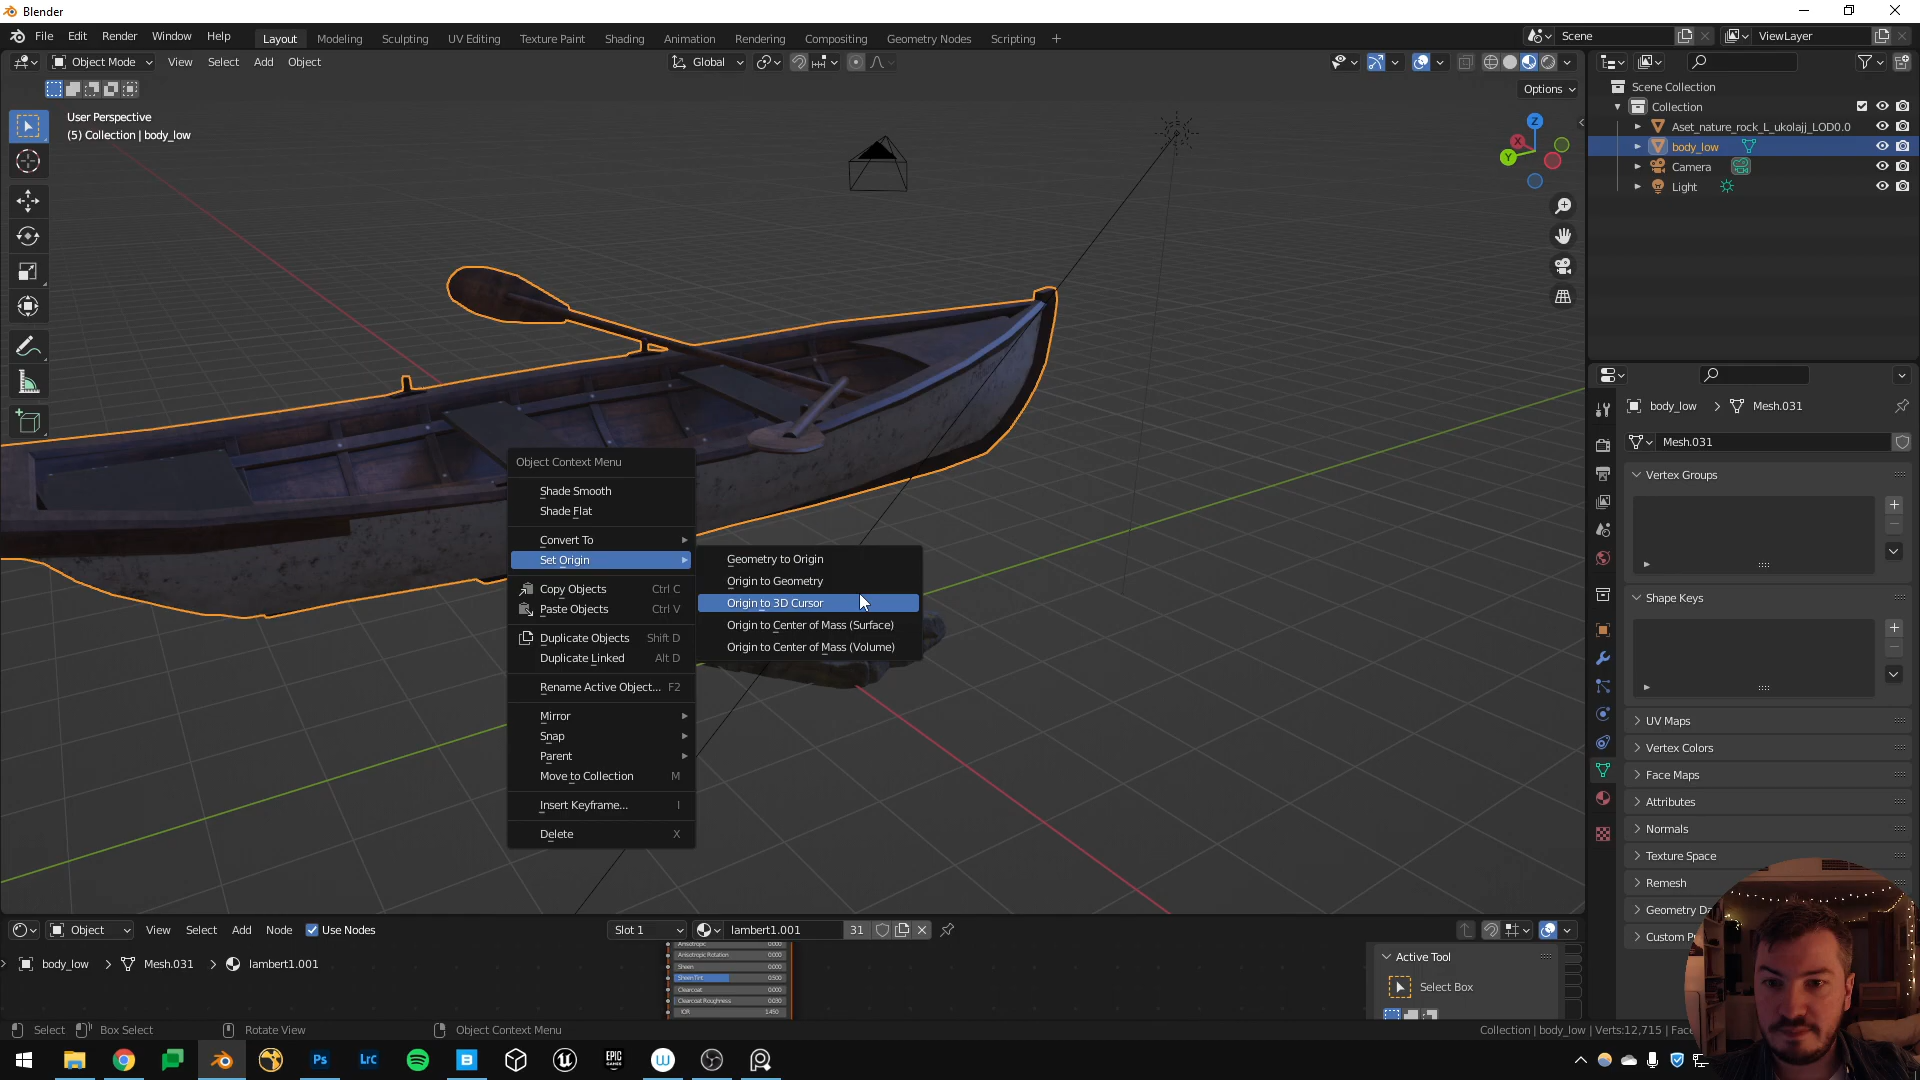 Blender
File Edit Render Window Help
Layout Modeling Sculpting UV Editing Texture Paint Shading Animation Rendering Compositing Geometry Nodes Scripting +
Scene
ViewLayer
Object Mode View Select Add Object
Global
Options
User Perspective
(5) Collection | body_low
Z
X
Y
Scene Collection
Collection
Aset_nature_rock_L_ukolajj_LOD0.0
body_low
Camera
Light
body_low > Mesh.031
Mesh.031
Vertex Groups
Shape Keys
UV Maps
Vertex Colors
Face Maps
Attributes
Normals
Texture Space
Remesh
Geometry Da
Custom P
Object Context Menu
Shade Smooth
Shade Flat
Convert To
Set Origin
Copy Objects Ctrl C
Paste Objects Ctrl V
Duplicate Objects Shift D
Duplicate Linked Alt D
Rename Active Object... F2
Mirror
Snap
Parent
Move to Collection M
Insert Keyframe... I
Delete X
Geometry to Origin
Origin to Geometry
Origin to 3D Cursor
Origin to Center of Mass (Surface)
Origin to Center of Mass (Volume)
Object View Select Add Node Use Nodes
Slot 1
lambert1.001 31
body_low > Mesh.031 > lambert1.001
Anisotropic 0.000
Anisotropic Rotation 0.000
Sheen 0.000
Sheen Tint 0.500
Clearcoat 0.000
Clearcoat Roughness 0.030
IOR 1.450
Active Tool
Select Box
Select Box Select Rotate View Object Context Menu
Collection | body_low | Verts:12,715 | Face
Ps
Lrc
EPIC
GAMES